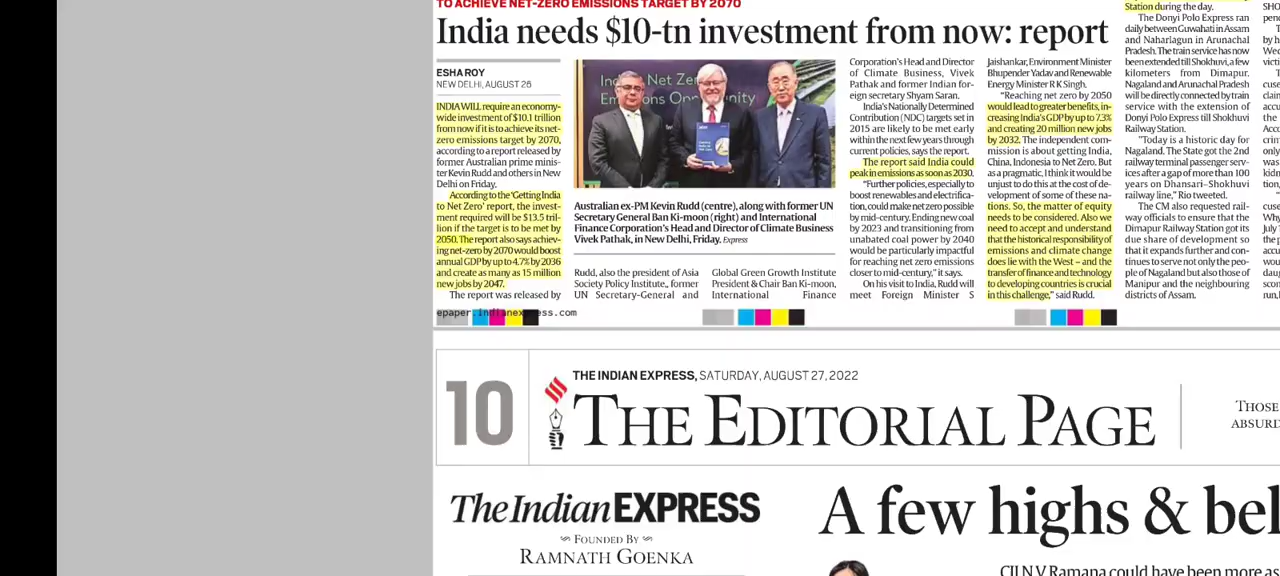 TO ACHIEVE NET-ZERO EMISSIONS TARGET BY 2070
India needs $10-tn investment from now: report
ESHA ROY
NEW DELHI, AUGUST 26
INDIA WILL require an economy-
wide investment of $10.1 trillion
from now if it is to achieve its net-
zero emissions target by 2070,
according to a report released by
former Australian prime minis-
ter Kevin Rudd and others in New
Delhi on Friday.
According to the 'Getting India
to Net Zero' report, the invest-
ment required will be $13.5 tril-
lion if the target is to be met by
2050. The report also says achiev-
ing net-zero by 2070 would boost
annual GDP by up to 4.7% by 2036
and create as many as 15 million
new jobs by 2047.
The report was released by
India Net Zero
Emissions Opportunity
Australian ex-PM Kevin Rudd (centre), along with former UN
Secretary General Ban Ki-moon (right) and International
Finance Corporation's Head and Director of Climate Business
Vivek Pathak, in New Delhi, Friday. Express
Rudd, also the president of Asia
Society Policy Institute,, former
UN Secretary-General and
Global Green Growth Institute
President & Chair Ban Ki-moon,
International Finance
Corporation's Head and Director
of Climate Business, Vivek
Pathak and former Indian for-
eign secretary Shyam Saran.
India's Nationally Determined
Contribution (NDC) targets set in
2015 are likely to be met early
within the next few years through
current policies, says the report.
The report said India could
peak in emissions as soon as 2030.
"Further policies, especially to
boost renewables and electrifica-
tion, could make net zero possible
by mid-century. Ending new coal
by 2023 and transitioning from
unabated coal power by 2040
would be particularly impactful
for reaching net zero emissions
closer to mid-century," it says.
On his visit to India, Rudd will
meet Foreign Minister S
Jaishankar, Environment Minister
Bhupender Yadav and Renewable
Energy Minister R K Singh.
"Reaching net zero by 2050
would lead to greater benefits, in-
creasing India's GDP by up to 7.3%
and creating 20 million new jobs
by 2032. The independent com-
mission is about getting India,
China, Indonesia to Net Zero. But
as a pragmatic, I think it would be
unjust to do this at the cost of de-
velopment of some of these na-
tions. So, the matter of equity
needs to be considered. Also we
need to accept and understand
that the historical responsibility of
emissions and climate change
does lie with the West – and the
transfer of finance and technology
to developing countries is crucial
in this challenge," said Rudd.
Station during the day.
The Donyi Polo Express ran
daily between Guwahati in Assam
and Naharlagun in Arunachal
Pradesh. The train service has now
been extended till Shokhuvi, a few
kilometers from Dimapur.
Nagaland and Arunachal Pradesh
will be directly connected by train
service with the extension of
Donyi Polo Express till Shokhuvi
Railway Station.
"Today is a historic day for
Nagaland. The State got the 2nd
railway terminal passenger serv-
ices after a gap of more than 100
years on Dhansari-Shokhuvi
railway line," Rio tweeted.
The CM also requested rail-
way officials to ensure that the
Dimapur Railway Station got its
due share of development so
that it expands further and con-
tinues to serve not only the peo-
ple of Nagaland but also those of
Manipur and the neighbouring
districts of Assam.
epaper.indianexpress.com
10
THE INDIAN EXPRESS, SATURDAY, AUGUST 27, 2022
THE EDITORIAL PAGE
THOSE
ABSURD
The Indian EXPRESS
FOUNDED BY
RAMNATH GOENKA
A few highs & bel
CJI N V Ramana could have been more as